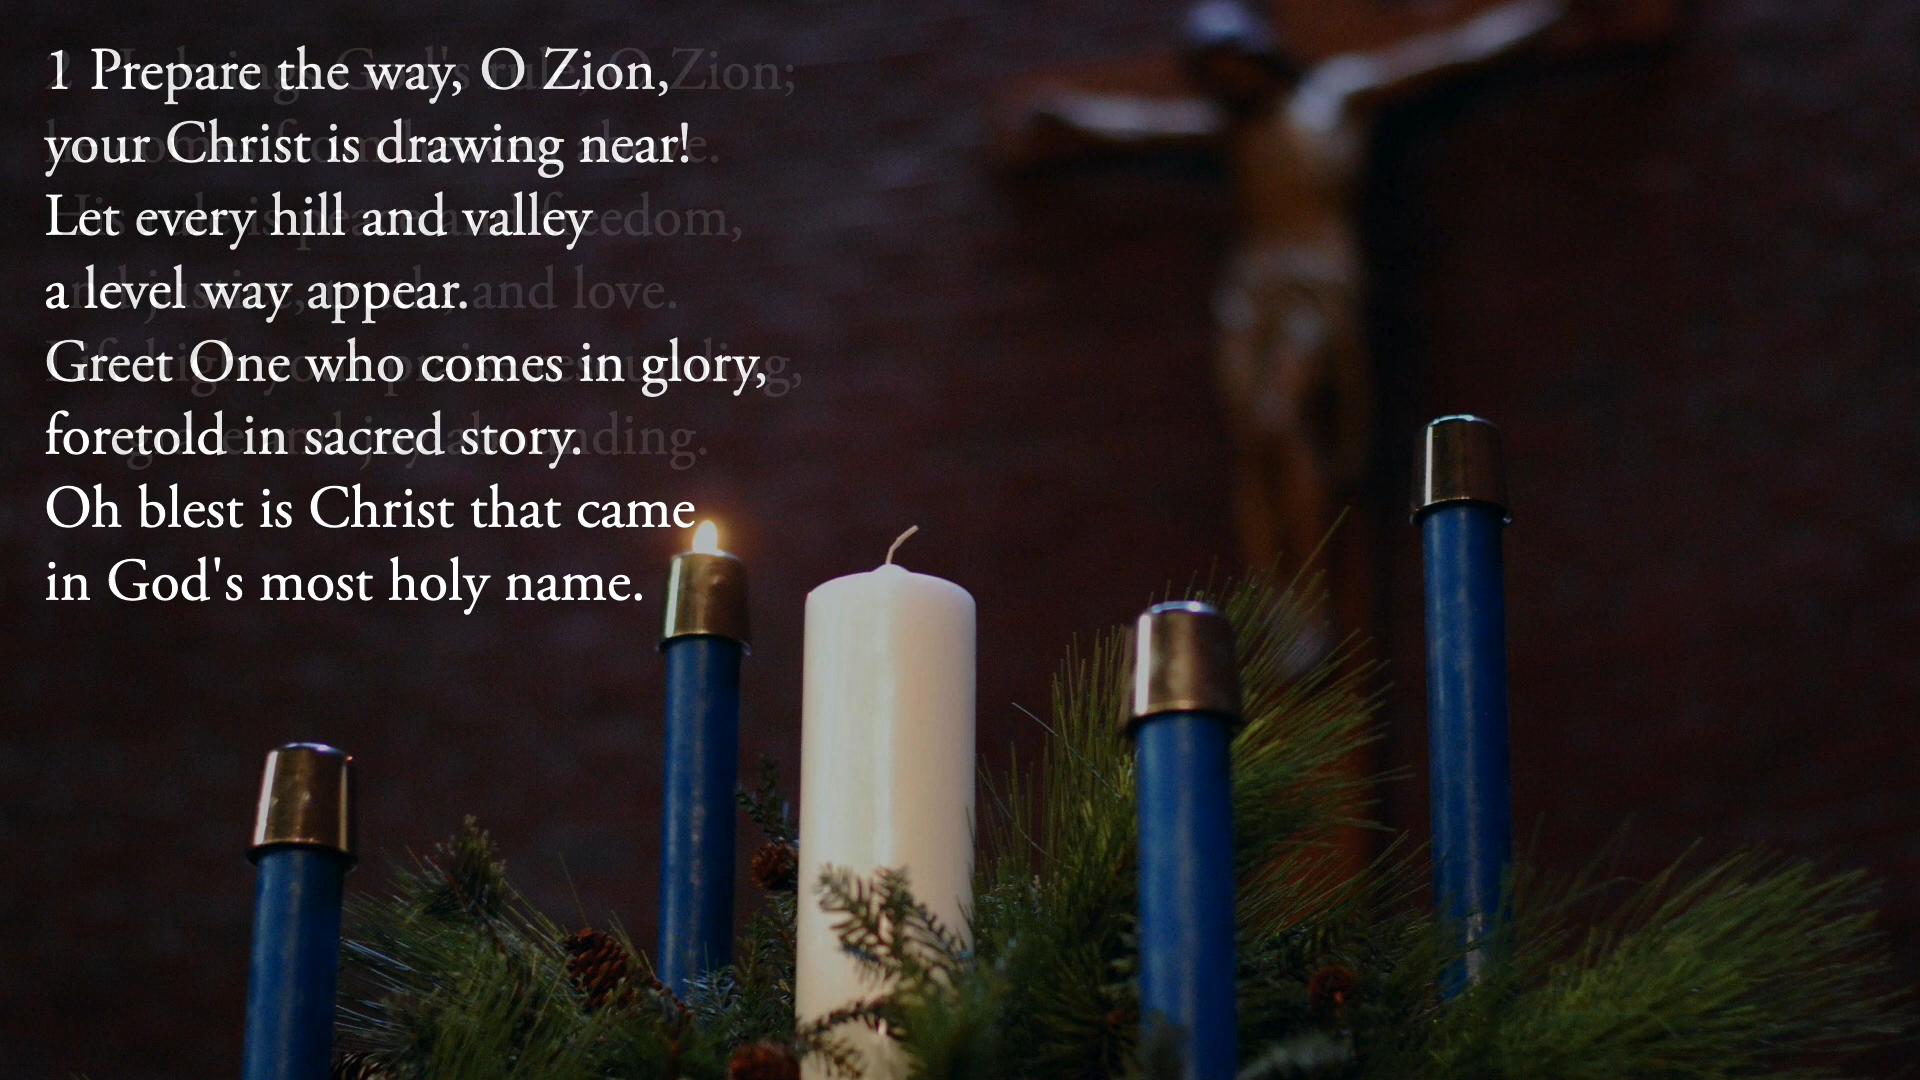 1 Prepare the way, O Zion,
your Christ is drawing near!
Let every hill and valley
a level way appear.
Greet One who comes in glory,
foretold in sacred story.
Oh blest is Christ that came
in God's most holy name.